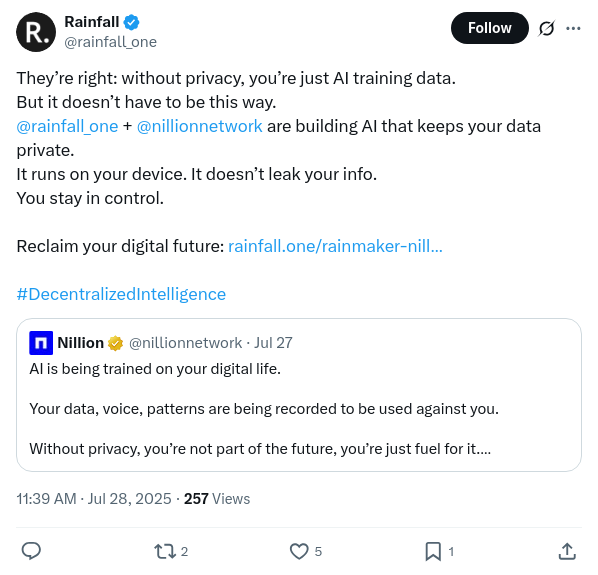 R.
Rainfall
@rainfall_one
Follow
They're right: without privacy, you're just AI training data.
But it doesn't have to be this way.
@rainfall_one + @nillionnetwork are building AI that keeps your data
private.
It runs on your device. It doesn't leak your info.
You stay in control.
Reclaim your digital future: rainfall.one/rainmaker-nill…
#DecentralizedIntelligence
Nillion @nillionnetwork · Jul 27
AI is being trained on your digital life.
Your data, voice, patterns are being recorded to be used against you.
Without privacy, you're not part of the future, you're just fuel for it....
11:39 AM · Jul 28, 2025 · 257 Views
2 5 1